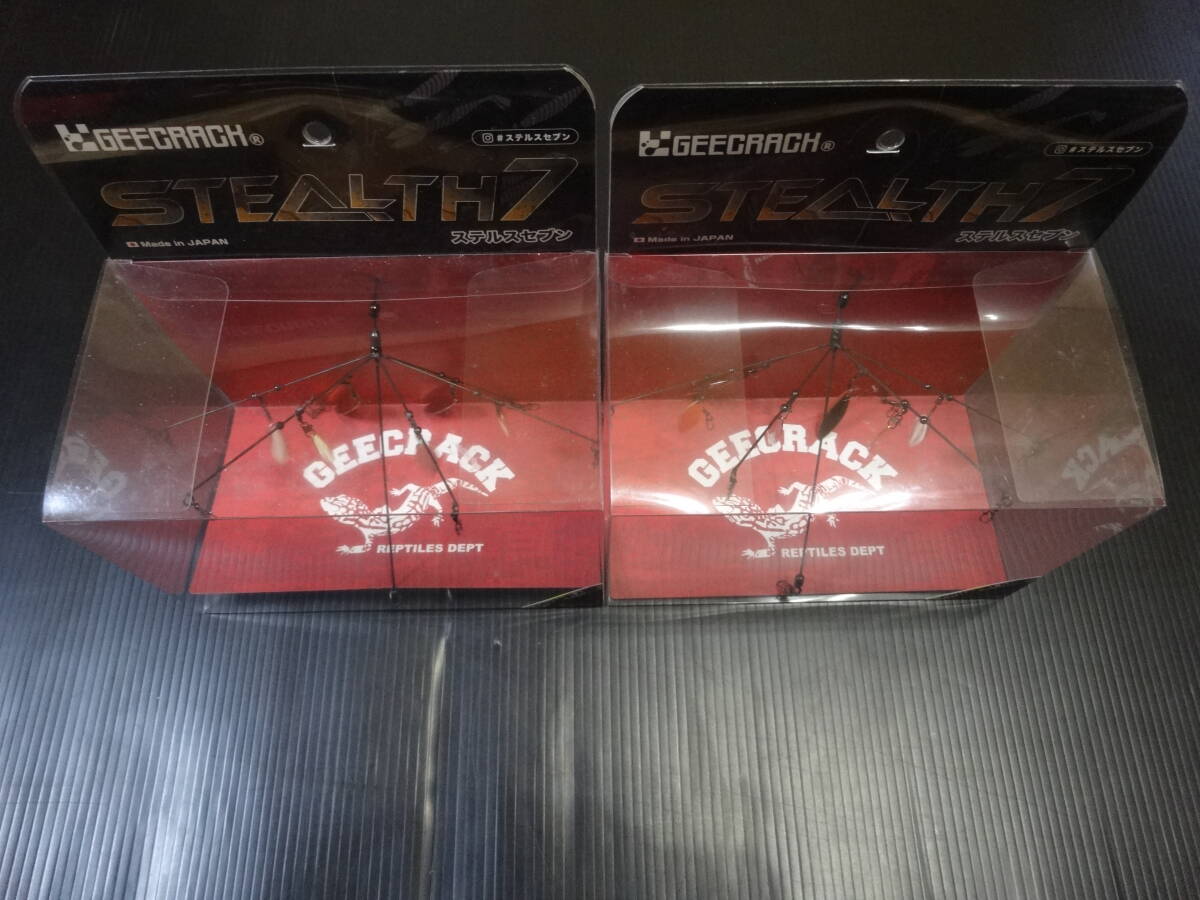 GEECRACK®
#ステルスセブン
STEALTH7
Made in JAPAN
ステルスセブン
GEECRACK
REPTILES DEPT
GEECRACK®
#ステルスセブン
STEALTH7
Made in JAPAN
ステルスセブン
GEECRACK
REPTILES DEPT